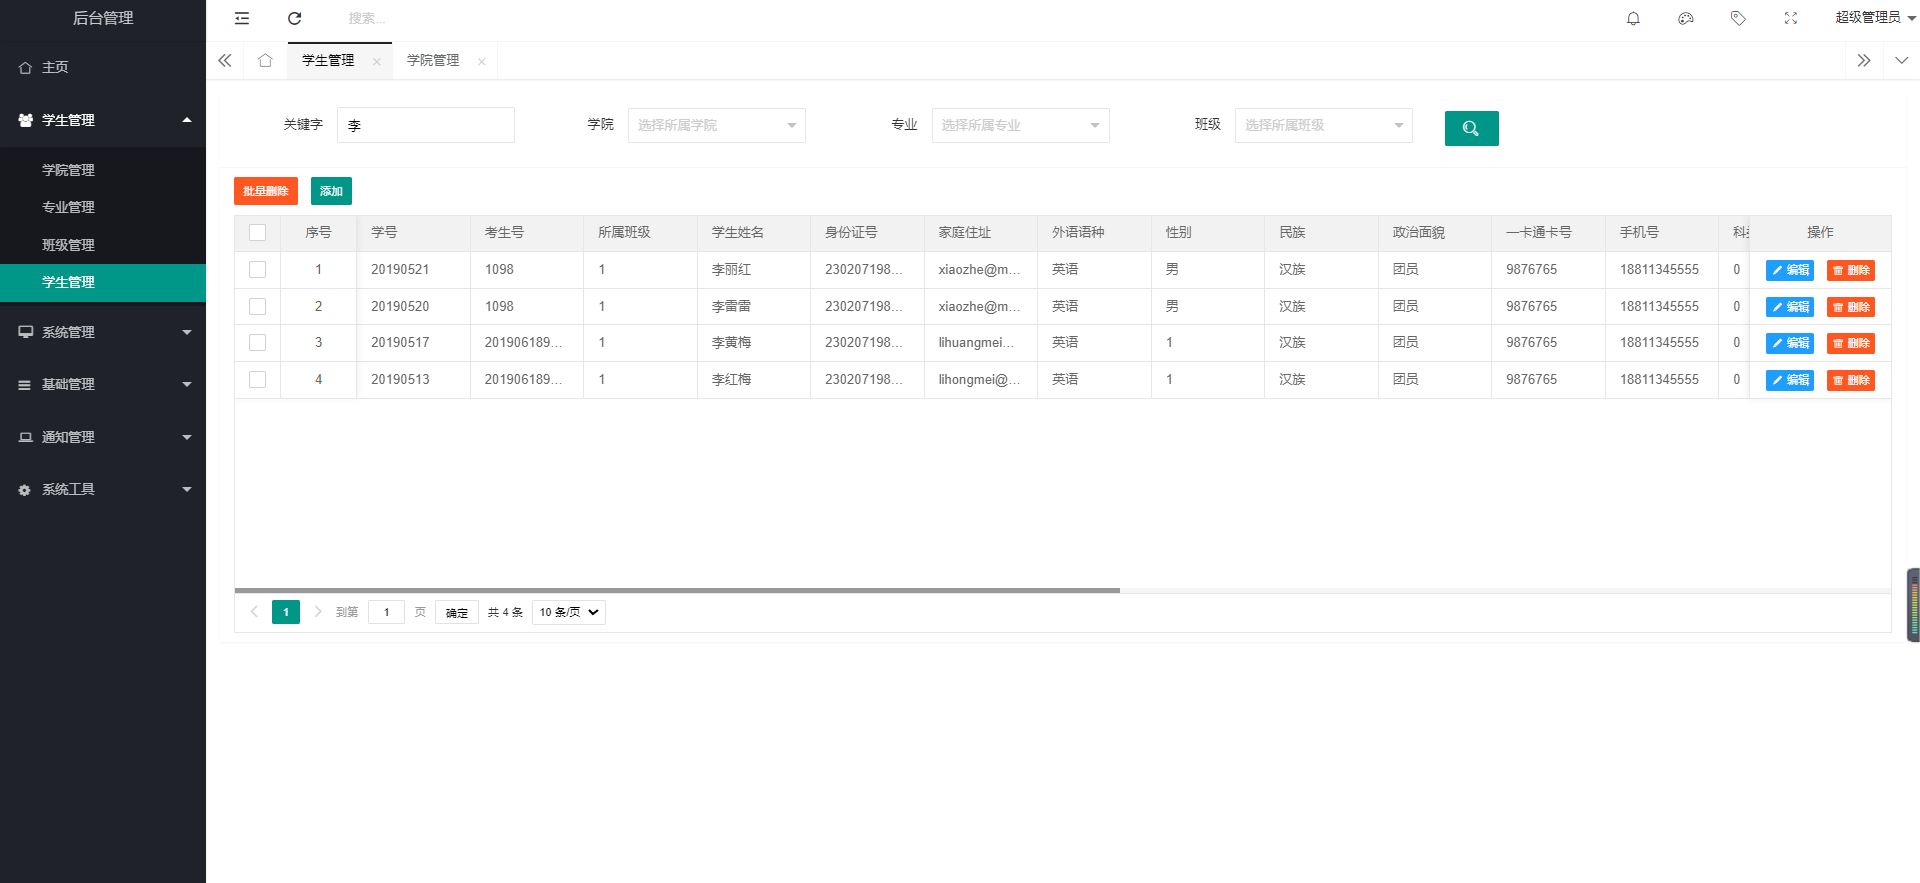 后台管理
搜索...
超级管理员
主页
学生管理
学院管理
专业管理
班级管理
学生管理
系统管理
基础管理
通知管理
系统工具
学生管理 学院管理
关键字 李 学院 选择所属学院 专业 选择所属专业 班级 选择所属班级
批量删除 添加
序号 学号 考生号 所属班级 学生姓名 身份证号 家庭住址 外语语种 性别 民族 政治面貌 一卡通卡号 手机号 操作
1 20190521 1098 1 李丽红 230207198... xiaozhe@m... 英语 男 汉族 团员 9876765 18811345555 0 编辑 删除
2 20190520 1098 1 李雷雷 230207198... xiaozhe@m... 英语 男 汉族 团员 9876765 18811345555 0 编辑 删除
3 20190517 201906189... 1 李黄梅 230207198... lihuangmei... 英语 1 汉族 团员 9876765 18811345555 0 编辑 删除
4 20190513 201906189... 1 李红梅 230207198... lihongmei@... 英语 1 汉族 团员 9876765 18811345555 0 编辑 删除
1 到第 1 页 确定 共 4 条 10 条/页